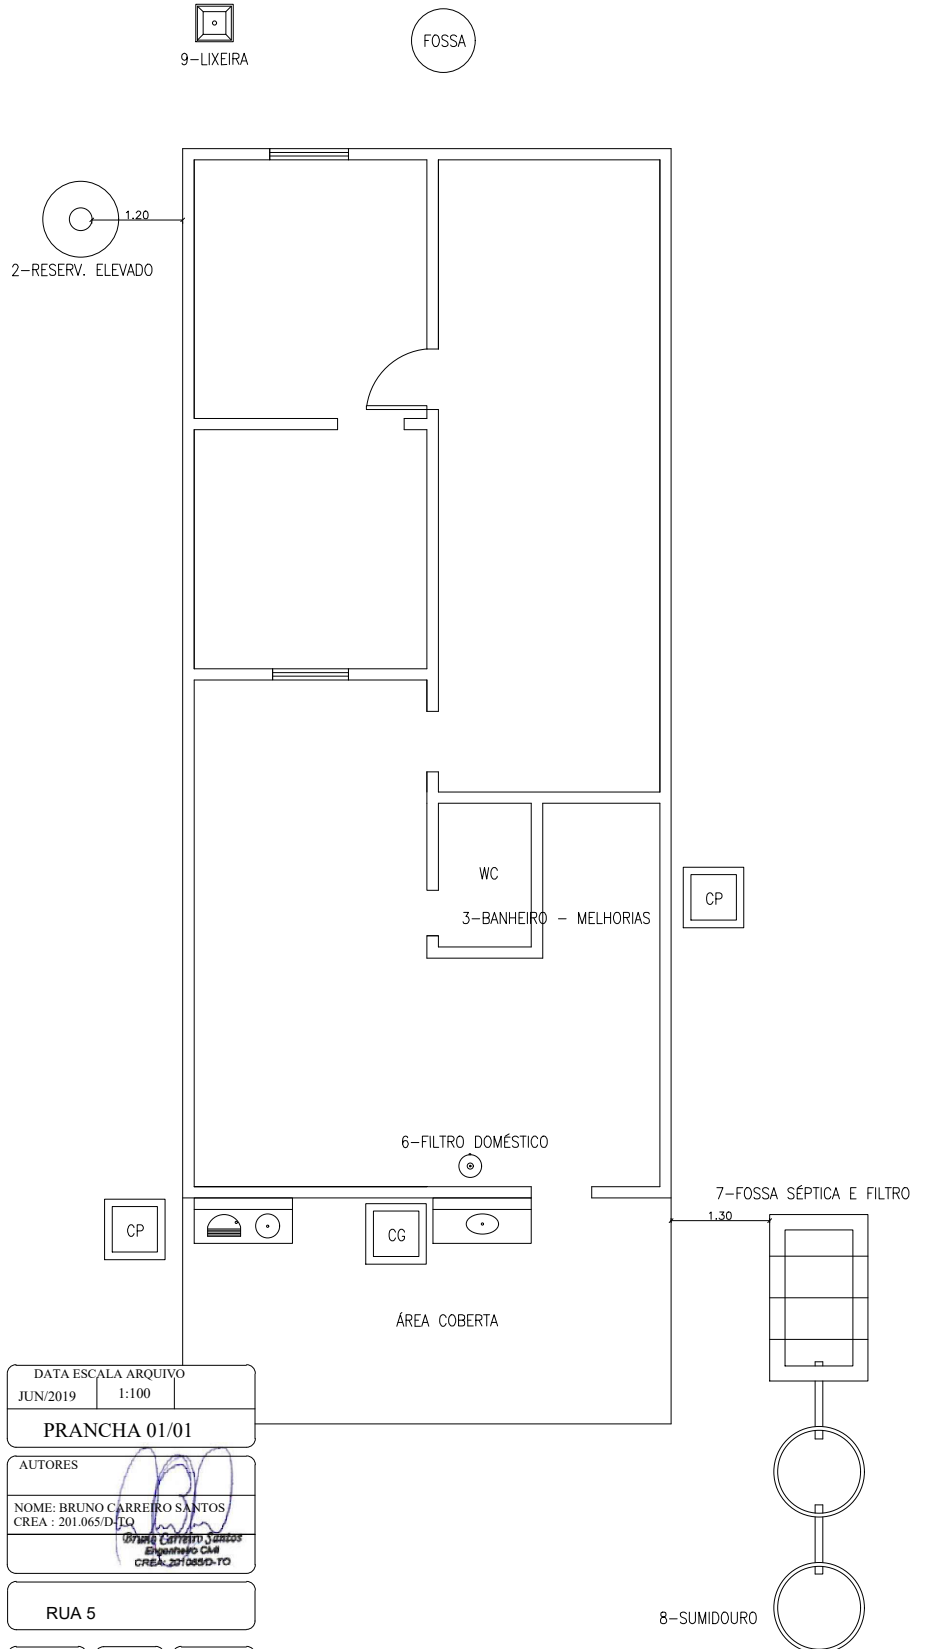 9-LIXEIRA
FOSSA
1.20
2-RESERV. ELEVADO
WC
CP
3-BANHEIRO - MELHORIAS
6-FILTRO DOMÉSTICO
7-FOSSA SÉPTICA E FILTRO
1.30
CP
CG
ÁREA COBERTA
DATA ESCALA ARQUIVO
JUN/2019
1:100
PRANCHA 01/01
AUTORES
NOME: BRUNO CARREIRO SANTOS
CREA : 201.065/D-TO
Bruno Carreiro Santos
Engenheiro Civil
CREA: 201065/D-TO
RUA 5
8-SUMIDOURO